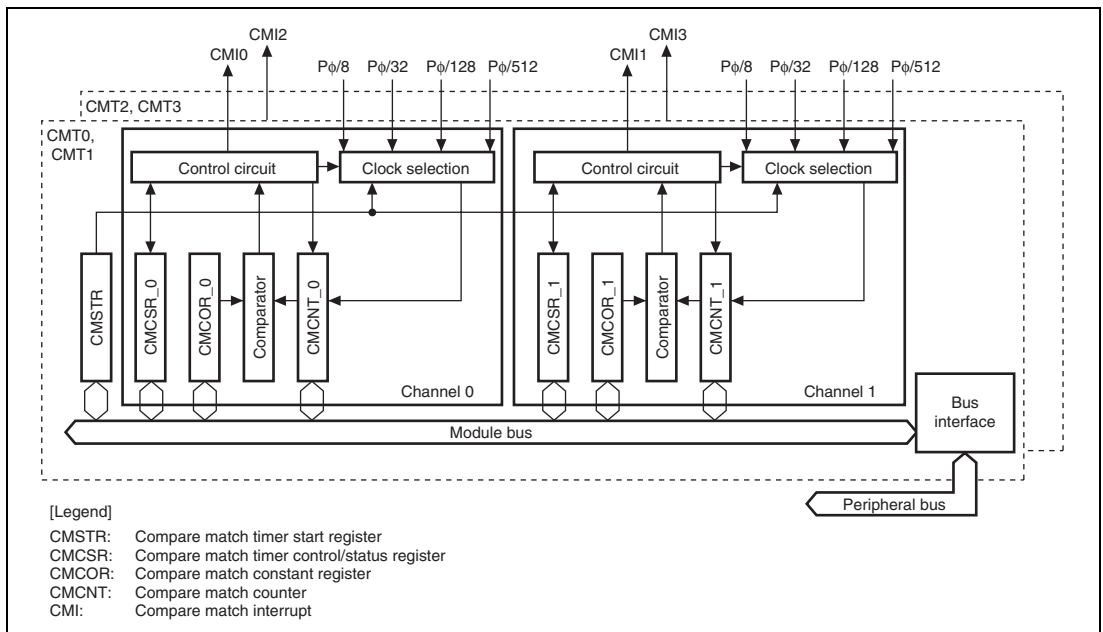 CMI2
CMI3
CMI0
CMI1
Pϕ/8 Pϕ/32 Pϕ/128 Pϕ/512
Pϕ/8 Pϕ/32 Pϕ/128 Pϕ/512
CMT2, CMT3
CMT0,
CMT1
Control circuit
Clock selection
Control circuit
Clock selection
CMSTR
CMCSR_0
CMCOR_0
Comparator
CMCNT_0
CMCSR_1
CMCOR_1
Comparator
CMCNT_1
Channel 0
Channel 1
Bus
interface
Module bus
Peripheral bus
[Legend]
CMSTR: Compare match timer start register
CMCSR: Compare match timer control/status register
CMCOR: Compare match constant register
CMCNT: Compare match counter
CMI: Compare match interrupt